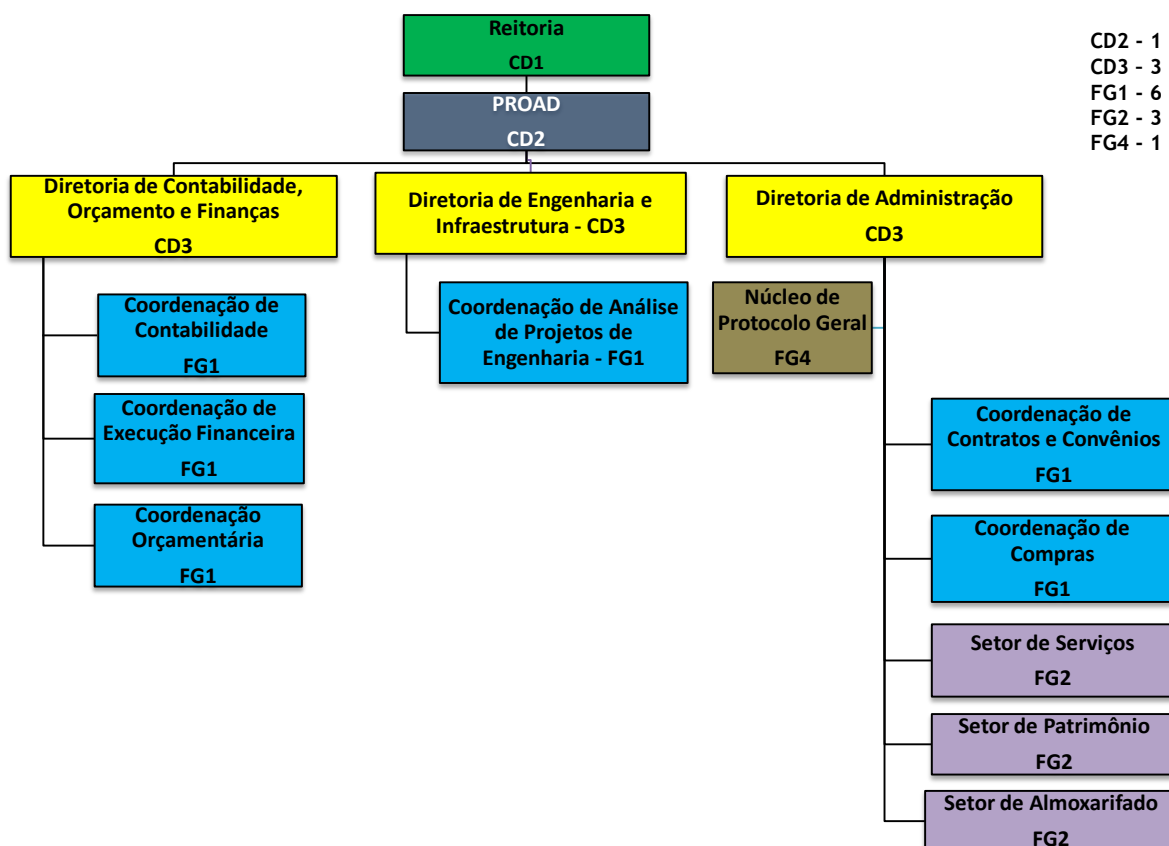 Reitoria
CD1
CD2 - 1
CD3 - 3
FG1 - 6
FG2 - 3
FG4 - 1
PROAD
CD2
Diretoria de Contabilidade,
Orçamento e Finanças
CD3
Diretoria de Engenharia e
Infraestrutura - CD3
Diretoria de Administração
CD3
Coordenação de
Contabilidade
FG1
Coordenação de
Execução Financeira
FG1
Coordenação
Orçamentária
FG1
Coordenação de Análise
de Projetos de
Engenharia - FG1
Núcleo de
Protocolo Geral
FG4
Coordenação de
Contratos e Convênios
FG1
Coordenação de
Compras
FG1
Setor de Serviços
FG2
Setor de Patrimônio
FG2
Setor de Almoxarifado
FG2